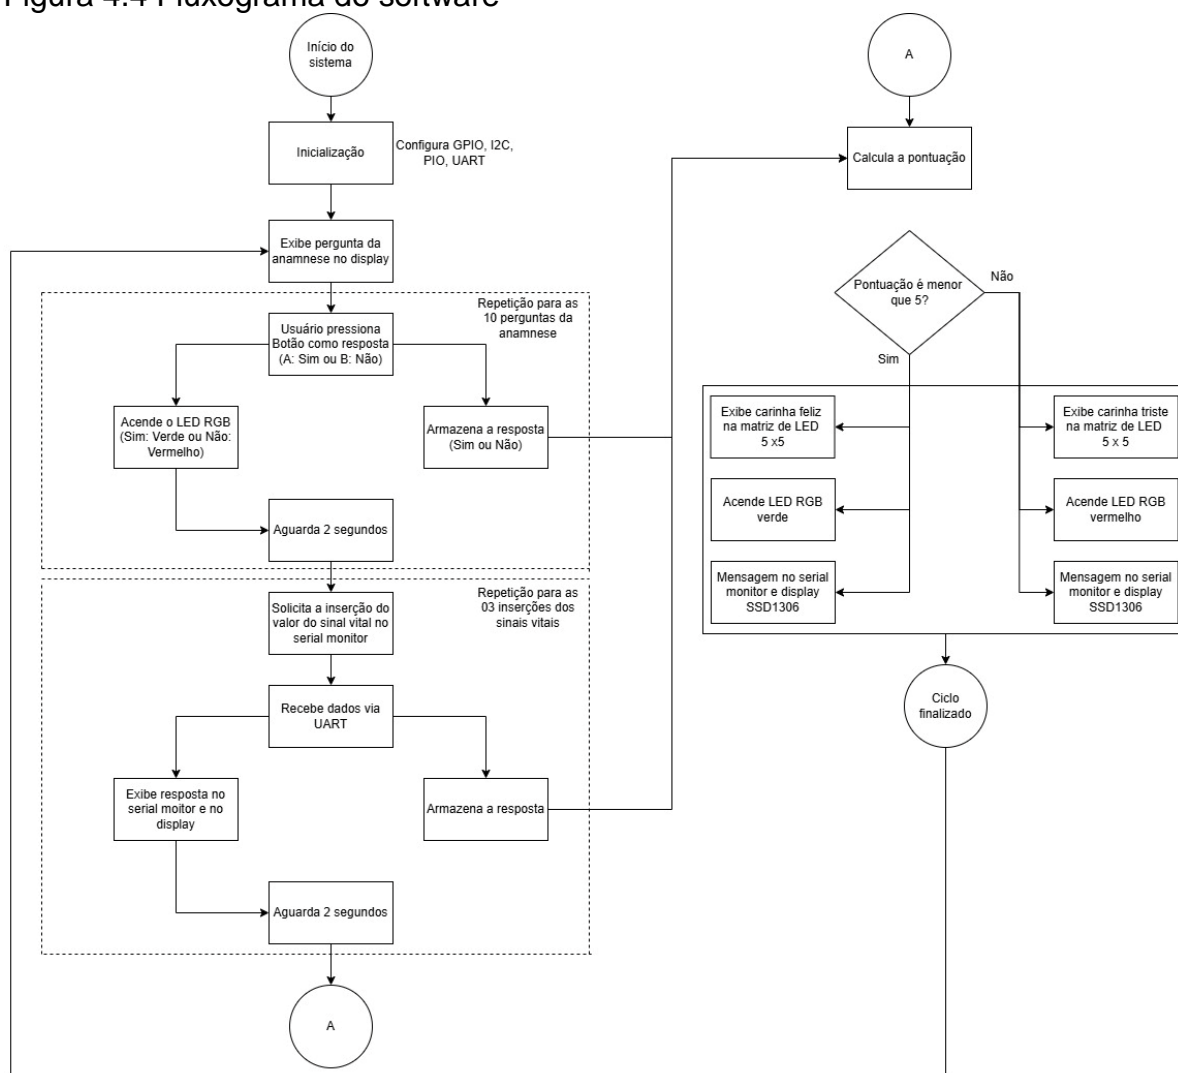 Figura 4.4 Fluxograma do software
Início do
sistema
Inicialização
Configura GPIO, I2C,
PIO, UART
Exibe pergunta da
anamnese no display
Repetição para as
10 perguntas da
anamnese
Usuário pressiona
Botão como resposta
(A: Sim ou B: Não)
Acende o LED RGB
(Sim: Verde ou Não:
Vermelho)
Armazena a resposta
(Sim ou Não)
Aguarda 2 segundos
Repetição para as
03 inserções dos
sinais vitais
Solicita a inserção do
valor do sinal vital no
serial monitor
Recebe dados via
UART
Exibe resposta no
serial moitor e no
display
Armazena a resposta
Aguarda 2 segundos
A
A
Calcula a pontuação
Pontuação é menor
que 5?
Não
Sim
Exibe carinha feliz
na matriz de LED
5 x5
Exibe carinha triste
na matriz de LED
5 x 5
Acende LED RGB
verde
Acende LED RGB
vermelho
Mensagem no serial
monitor e display
SSD1306
Mensagem no serial
monitor e display
SSD1306
Ciclo
finalizado